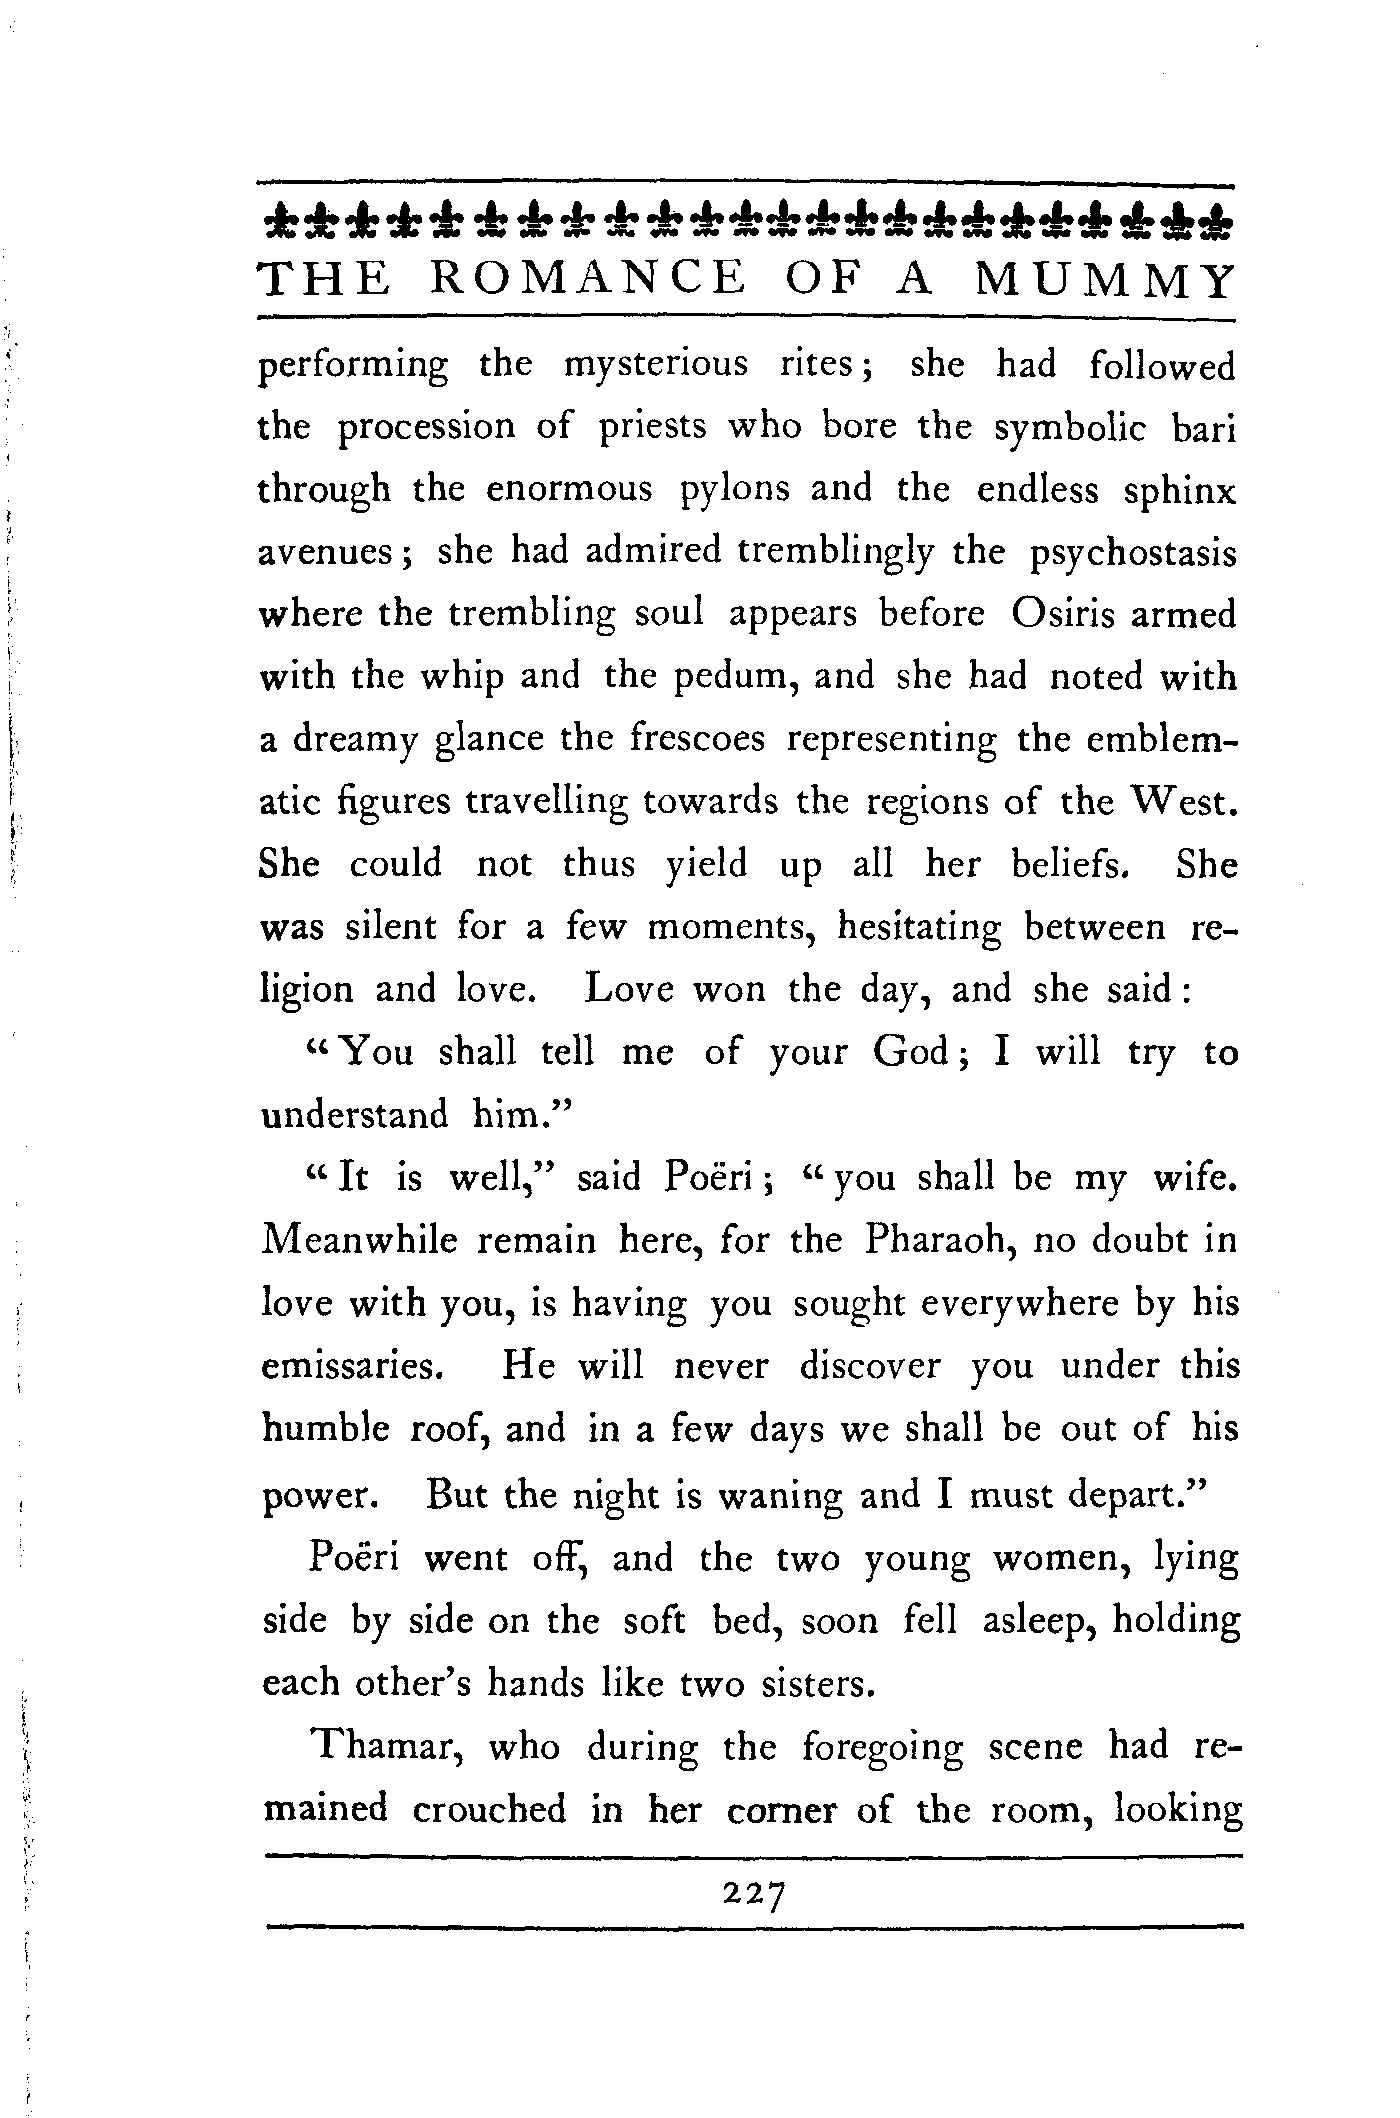 THE ROMANCE OF A MUMMY
performing the mysterious rites; she had followed
the procession of priests who bore the symbolic bari
through the enormous pylons and the endless sphinx
avenues; she had admired tremblingly the psychostasis
where the trembling soul appears before Osiris armed
with the whip and the pedum, and she had noted with
a dreamy glance the frescoes representing the emblem-
atic figures travelling towards the regions of the West.
She could not thus yield up all her beliefs. She
was silent for a few moments, hesitating between re-
ligion and love. Love won the day, and she said:
“You shall tell me of your God; I will try to
understand him.”
“It is well,” said Poëri; “you shall be my wife.
Meanwhile remain here, for the Pharaoh, no doubt in
love with you, is having you sought everywhere by his
emissaries. He will never discover you under this
humble roof, and in a few days we shall be out of his
power. But the night is waning and I must depart.”
Poëri went off, and the two young women, lying
side by side on the soft bed, soon fell asleep, holding
each other’s hands like two sisters.
Thamar, who during the foregoing scene had re-
mained crouched in her corner of the room, looking
227